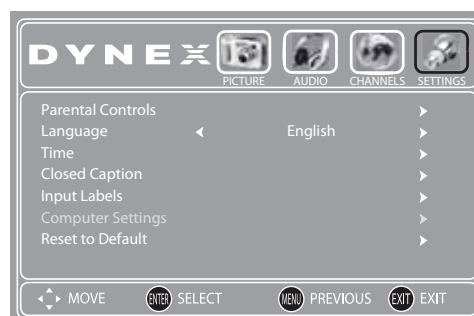 DYNEX
PICTURE AUDIO CHANNELS SETTINGS
Parental Controls
Language English
Time
Closed Caption
Input Labels
Computer Settings
Reset to Default
MOVE ENTER SELECT MENU PREVIOUS EXIT EXIT